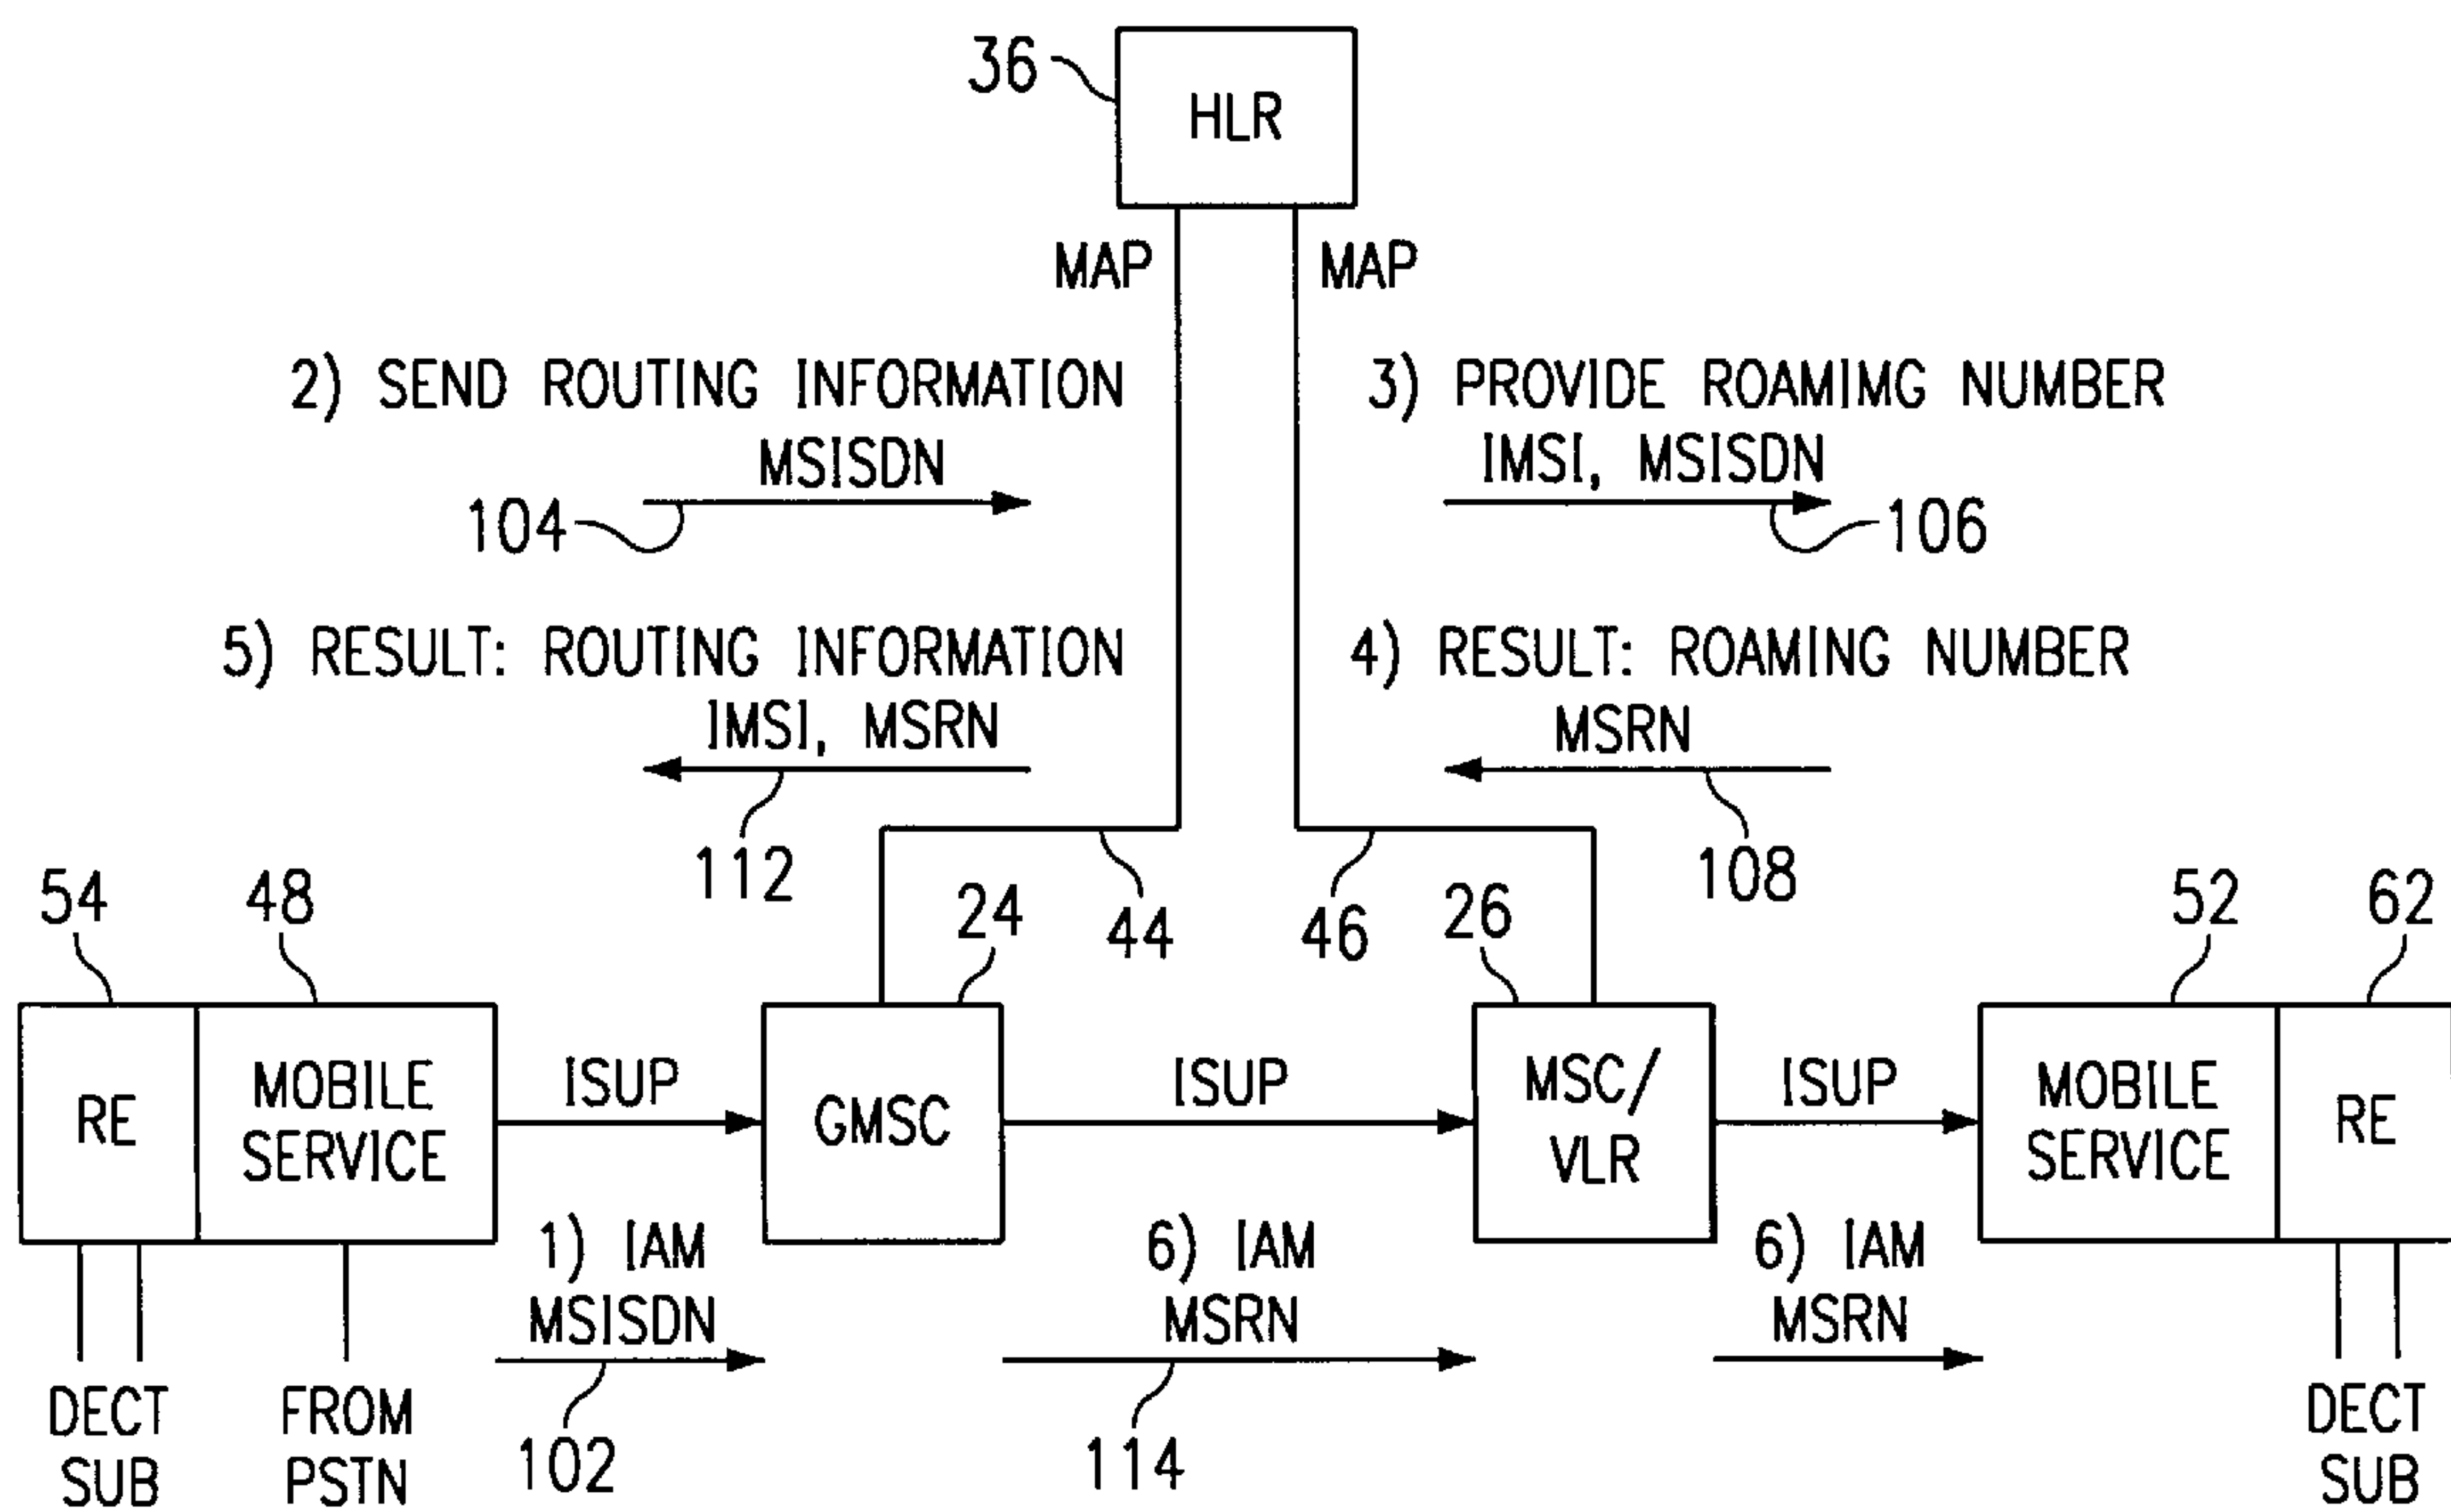 36
HLR
MAP
MAP
2) SEND ROUTING INFORMATION
MSISDN
104
3) PROVIDE ROAMIMG NUMBER
IMSI, MSISDN
106
5) RESULT: ROUTING INFORMATION
IMSI, MSRN
112
4) RESULT: ROAMING NUMBER
MSRN
108
44
46
54
48
24
26
52
62
RE
MOBILE
SERVICE
ISUP
GMSC
ISUP
MSC/
VLR
ISUP
MOBILE
SERVICE
RE
1) IAM
MSISDN
102
6) IAM
MSRN
114
6) IAM
MSRN
DECT
SUB
FROM
PSTN
DECT
SUB